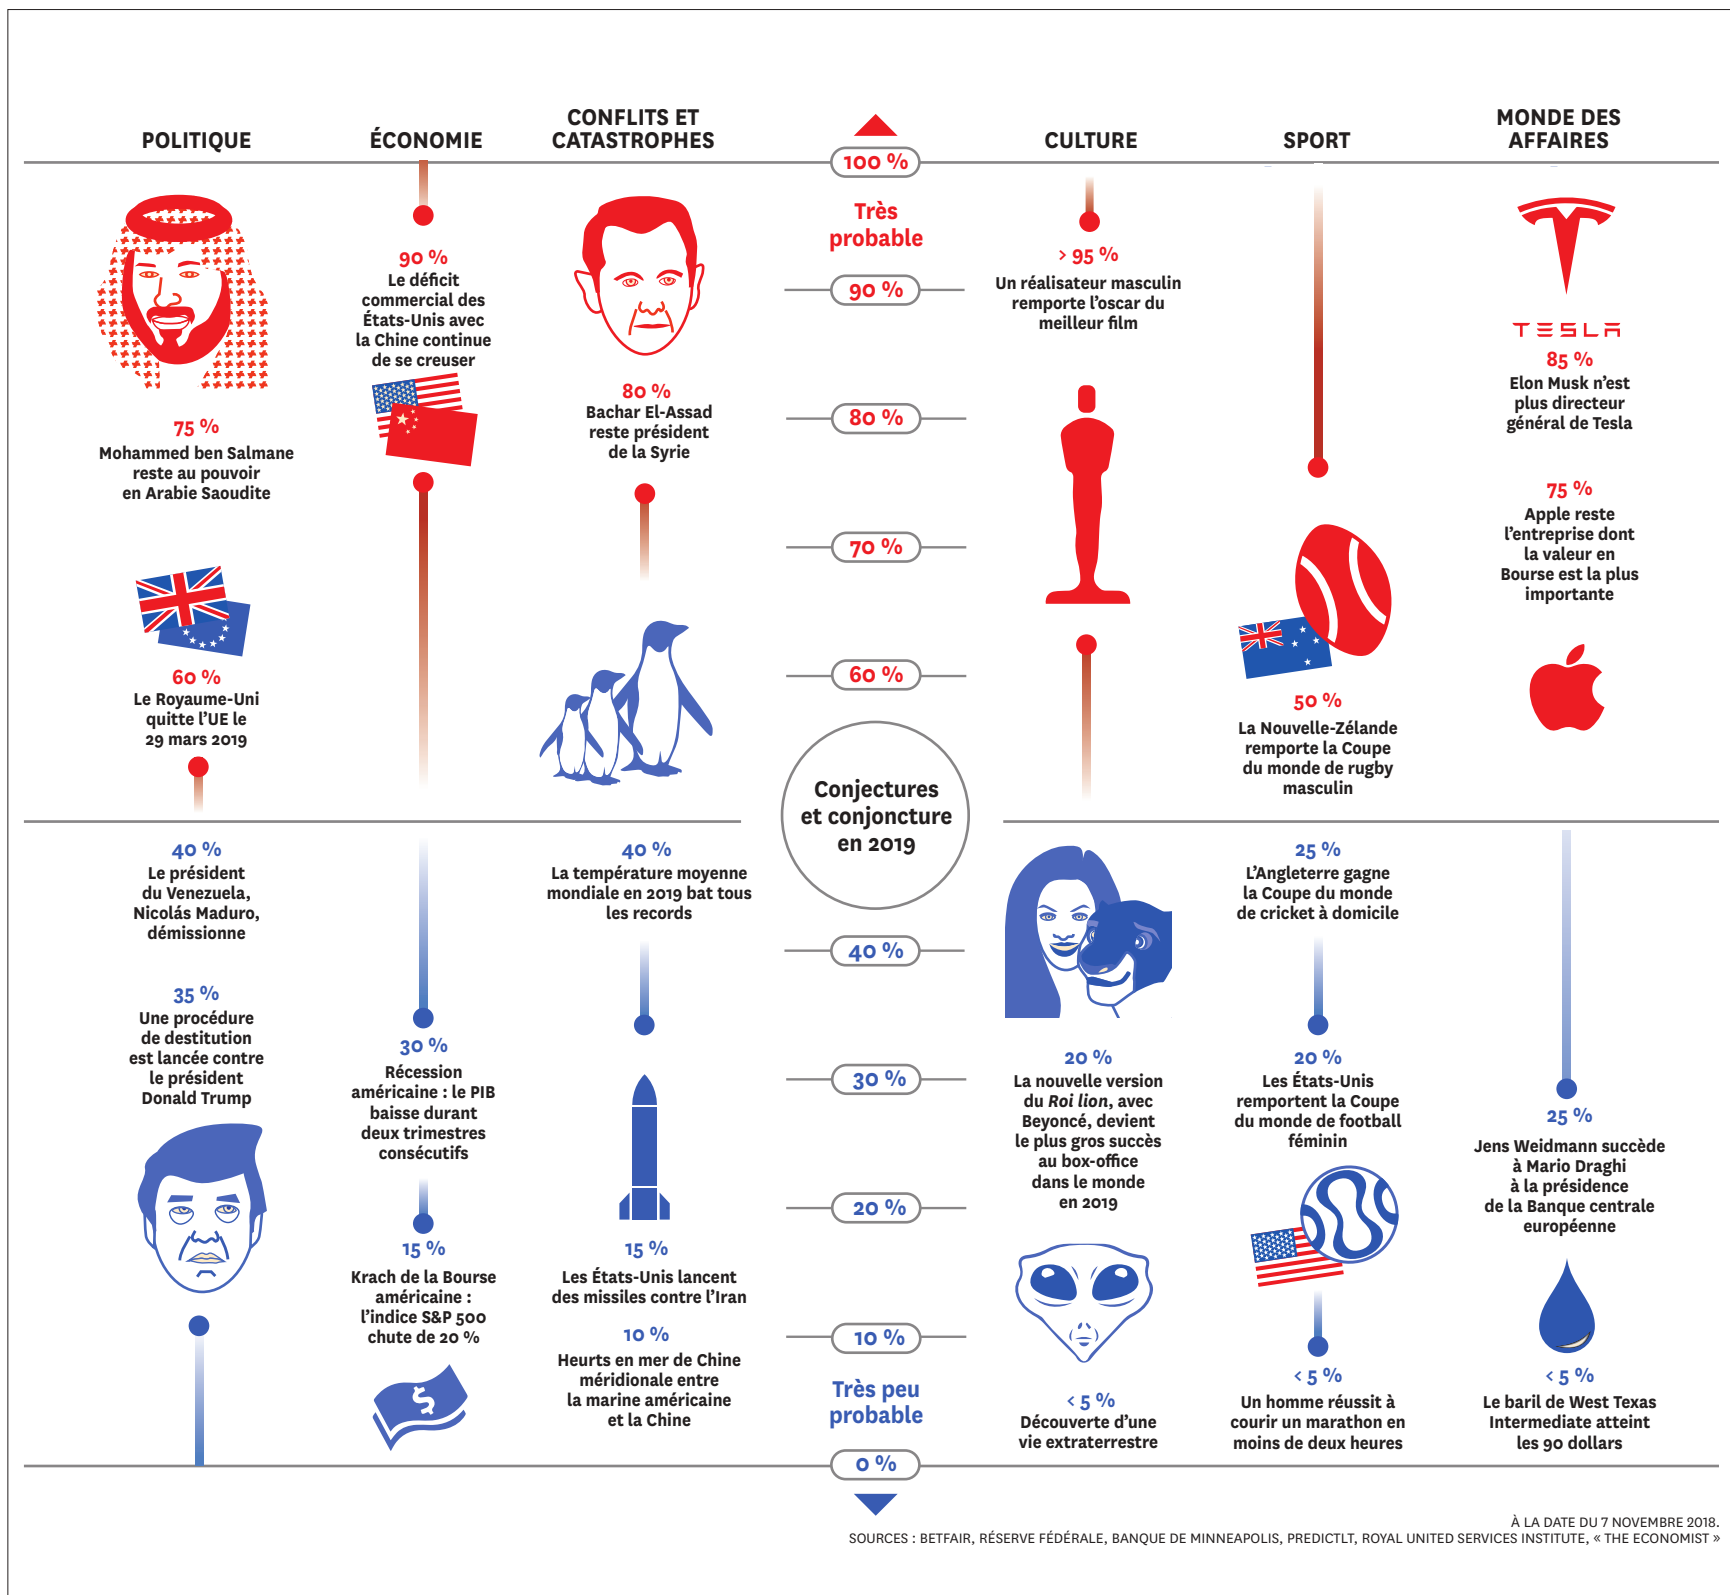 POLITIQUE
75 %
Mohammed ben Salmane
reste au pouvoir
en Arabie Saoudite
60 %
Le Royaume-Uni
quitte l’UE le
29 mars 2019
40 %
Le président
du Venezuela,
Nicolás Maduro,
démissionne
35 %
Une procédure
de destitution
est lancée contre
le président
Donald Trump
ÉCONOMIE
90 %
Le déficit
commercial des
États-Unis avec
la Chine continue
de se creuser
30 %
Récession
américaine : le PIB
baisse durant
deux trimestres
consécutifs
15 %
Krach de la Bourse
américaine :
l’indice S&P 500
chute de 20 %
$
CONFLITS ET
CATASTROPHES
80 %
Bachar El-Assad
reste président
de la Syrie
40 %
La température moyenne
mondiale en 2019 bat tous
les records
15 %
Les États-Unis lancent
des missiles contre l’Iran
10 %
Heurts en mer de Chine
méridionale entre
la marine américaine
et la Chine
100 %
Très
probable
90 %
80 %
70 %
60 %
Conjectures
et conjoncture
en 2019
40 %
30 %
20 %
10 %
Très peu
probable
0 %
CULTURE
> 95 %
Un réalisateur masculin
remporte l’oscar du
meilleur film
20 %
La nouvelle version
du Roi lion, avec
Beyoncé, devient
le plus gros succès
au box-office
dans le monde
en 2019
< 5 %
Découverte d’une
vie extraterrestre
SPORT
50 %
La Nouvelle-Zélande
remporte la Coupe
du monde de rugby
masculin
25 %
L’Angleterre gagne
la Coupe du monde
de cricket à domicile
20 %
Les États-Unis
remportent la Coupe
du monde de football
féminin
< 5 %
Un homme réussit à
courir un marathon en
moins de deux heures
MONDE DES
AFFAIRES
TESLA
85 %
Elon Musk n’est
plus directeur
général de Tesla
75 %
Apple reste
l’entreprise dont
la valeur en
Bourse est la plus
importante
25 %
Jens Weidmann succède
à Mario Draghi
à la présidence
de la Banque centrale
européenne
< 5 %
Le baril de West Texas
Intermediate atteint
les 90 dollars
À LA DATE DU 7 NOVEMBRE 2018.
SOURCES : BETFAIR, RÉSERVE FÉDÉRALE, BANQUE DE MINNEAPOLIS, PREDICTLT, ROYAL UNITED SERVICES INSTITUTE, « THE ECONOMIST »